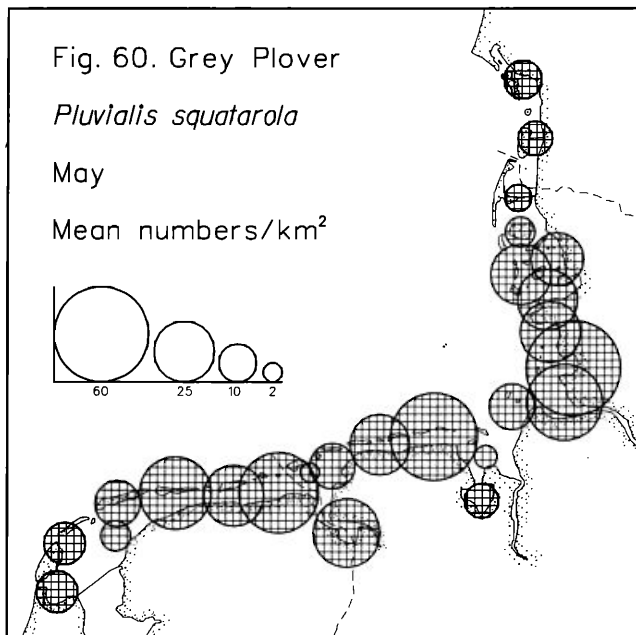 Fig. 60. Grey Plover
Pluvialis squatarola
May
Mean numbers/km²
60 25 10 2